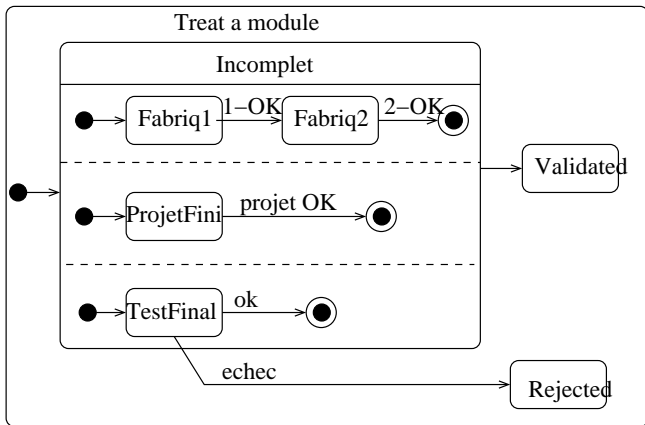 Treat a module
Incomplet
Fabriq1 1-OK Fabriq2 2-OK
Validated
ProjetFini projet OK
TestFinal ok
echec
Rejected